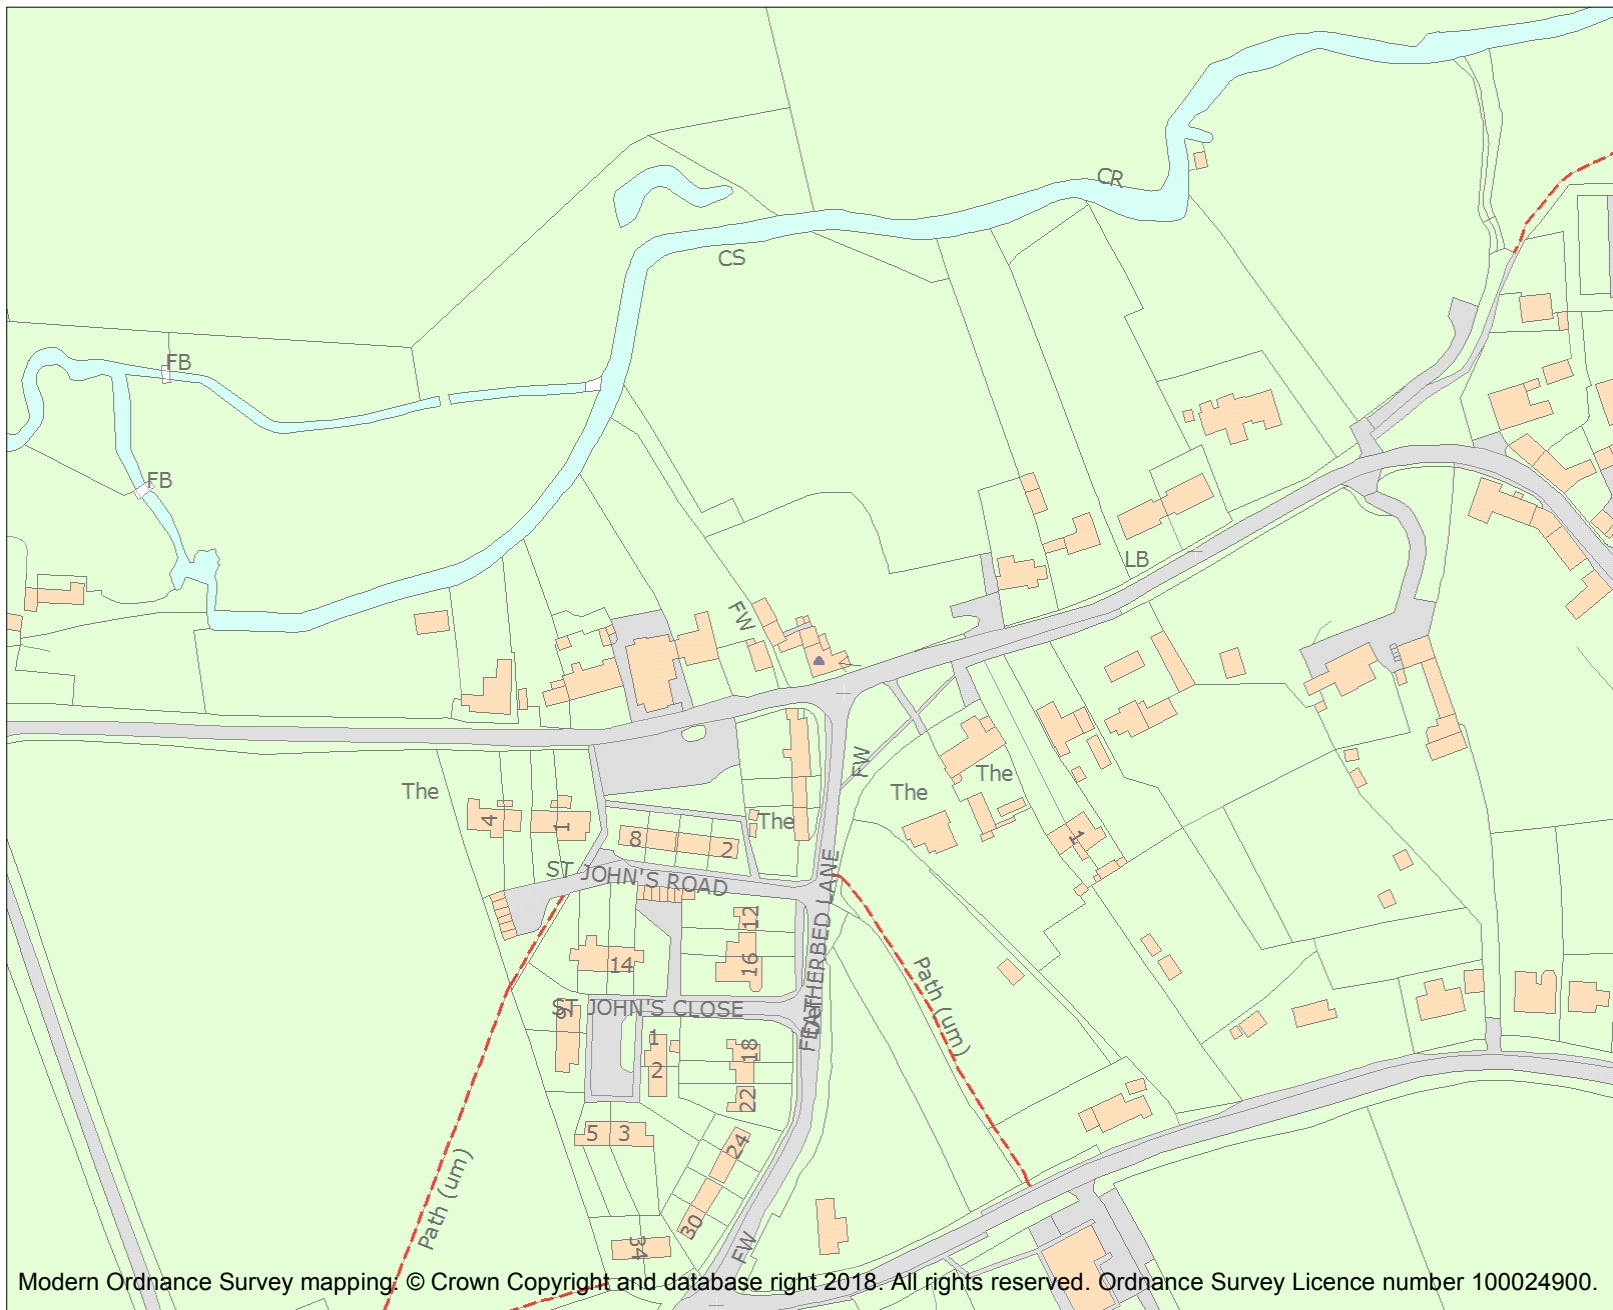 CR
CS
FB
FB
LB
FW
FW
The
The
The
The
4
1
1
8
2
ST JOHN'S ROAD
FEATHERBED LANE
12
16
14
Path (um)
ST JOHN'S CLOSE
1
2
18
22
5
3
24
30
34
FW
Path (um)
Modern Ordnance Survey mapping: © Crown Copyright and database right 2018. All rights reserved. Ordnance Survey Licence number 100024900.